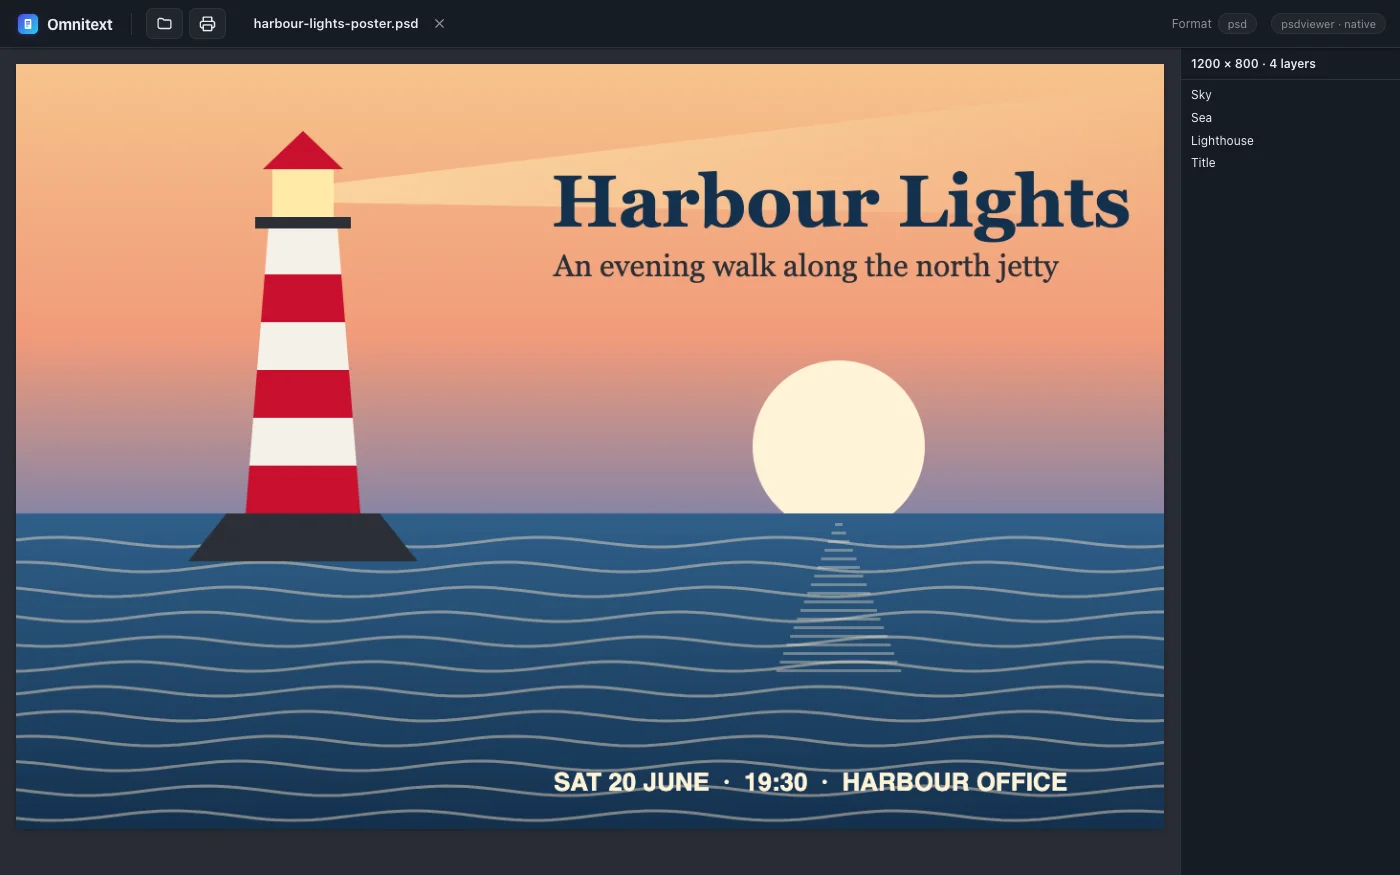 Omnitext
harbour-lights-poster.psd
Format psd psdviewer · native
1200 × 800 · 4 layers
Sky
Sea
Lighthouse
Title
Harbour Lights
An evening walk along the north jetty
SAT 20 JUNE · 19:30 · HARBOUR OFFICE